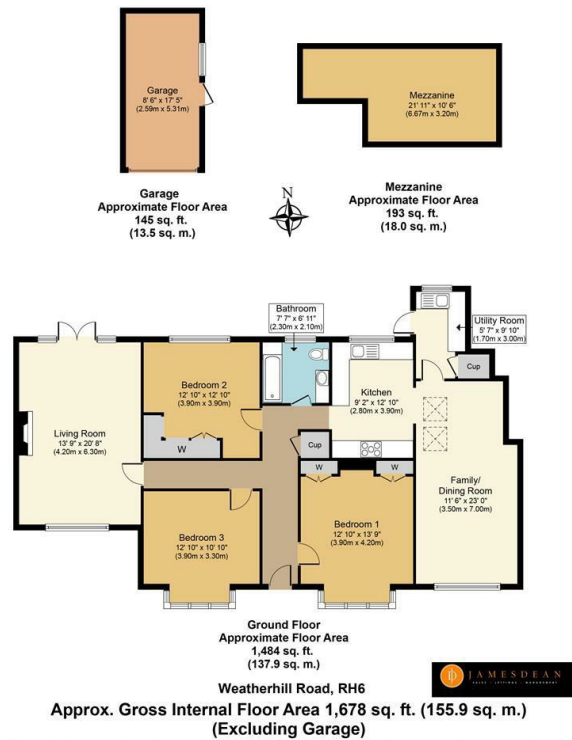 Garage
8' 6" x 17' 5"
(2.59m x 5.31m)
Garage
Approximate Floor Area
145 sq. ft.
(13.5 sq. m.)
N
Mezzanine
21' 11" x 10' 6"
(6.67m x 3.20m)
Mezzanine
Approximate Floor Area
193 sq. ft.
(18.0 sq. m.)
Bathroom
7' 7" x 6' 11"
(2.30m x 2.10m)
Utility Room
5' 7" x 9' 10"
(1.70m x 3.00m)
Cup
Bedroom 2
12' 10" x 12' 10"
(3.90m x 3.90m)
W
Kitchen
9' 2" x 12' 10"
(2.80m x 3.90m)
Living Room
13' 9" x 20' 8"
(4.20m x 6.30m)
Cup
W
W
Family/
Dining Room
11' 6" x 23' 0"
(3.50m x 7.00m)
Bedroom 3
12' 10" x 10' 10"
(3.90m x 3.30m)
Bedroom 1
12' 10" x 13' 9"
(3.90m x 4.20m)
Ground Floor
Approximate Floor Area
1,484 sq. ft.
(137.9 sq. m.)
JAMESDEAN
SALES · LETTINGS · MANAGEMENT
Weatherhill Road, RH6
Approx. Gross Internal Floor Area 1,678 sq. ft. (155.9 sq. m.)
(Excluding Garage)